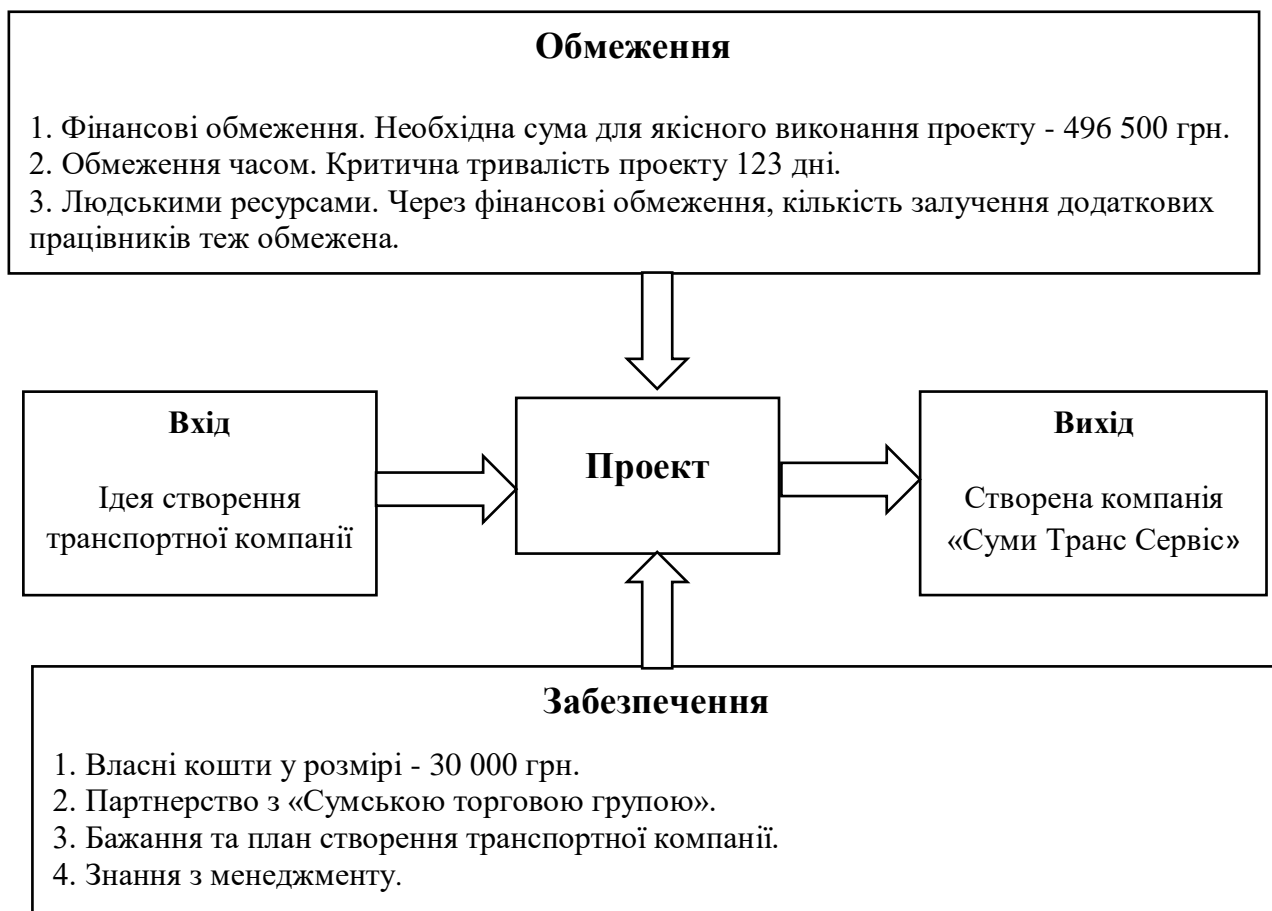 Обмеження
1. Фінансові обмеження. Необхідна сума для якісного виконання проекту - 496 500 грн.
2. Обмеження часом. Критична тривалість проекту 123 дні.
3. Людськими ресурсами. Через фінансові обмеження, кількість залучення додаткових
працівників теж обмежена.
Вхід
Ідея створення
транспортної компанії
Проект
Вихід
Створена компанія
«Суми Транс Сервіс»
Забезпечення
1. Власні кошти у розмірі - 30 000 грн.
2. Партнерство з «Сумською торговою групою».
3. Бажання та план створення транспортної компанії.
4. Знання з менеджменту.